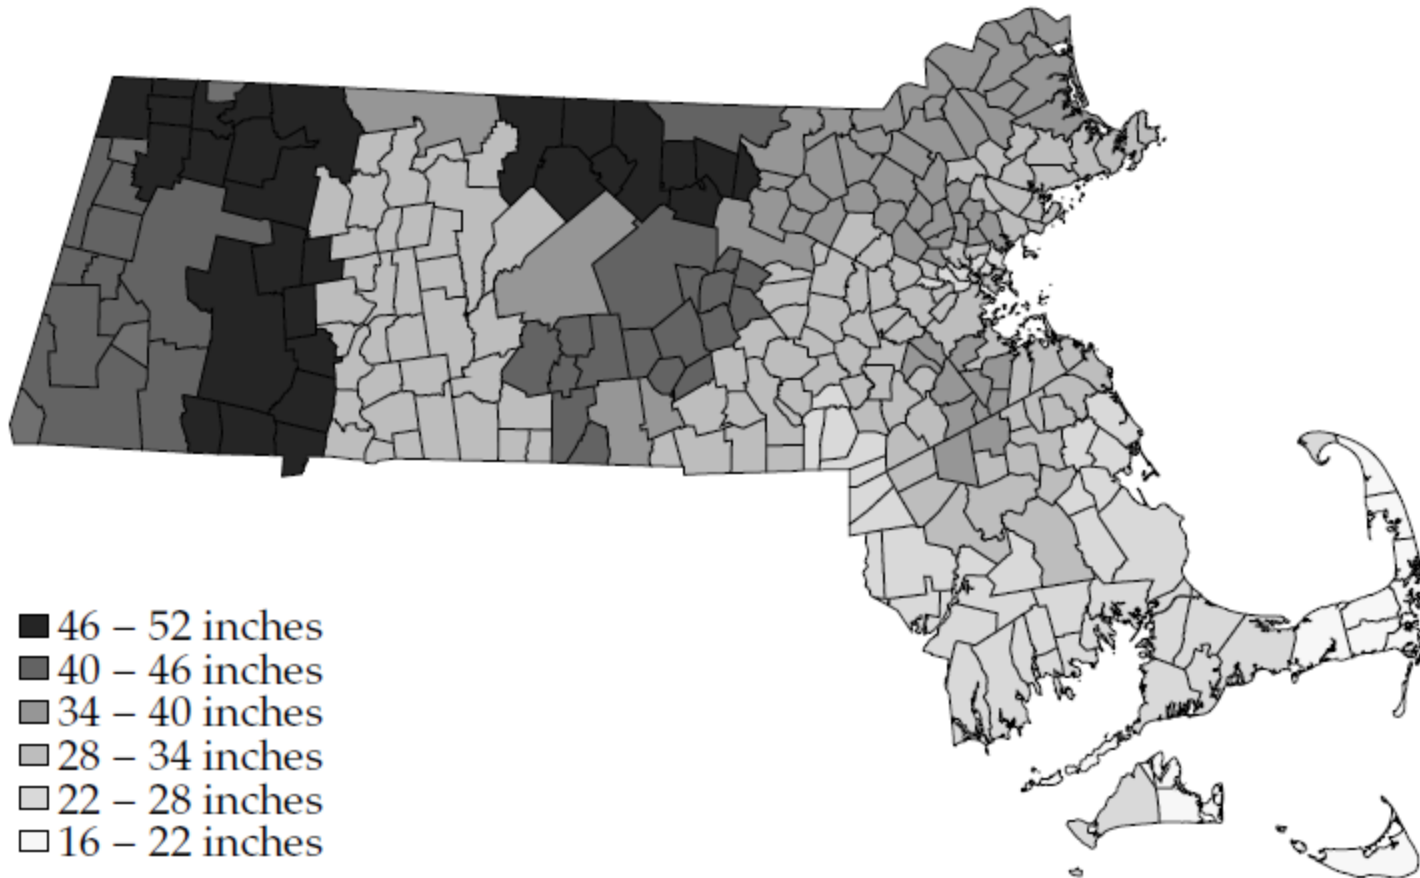 46 – 52 inches
40 – 46 inches
34 – 40 inches
28 – 34 inches
22 – 28 inches
16 – 22 inches